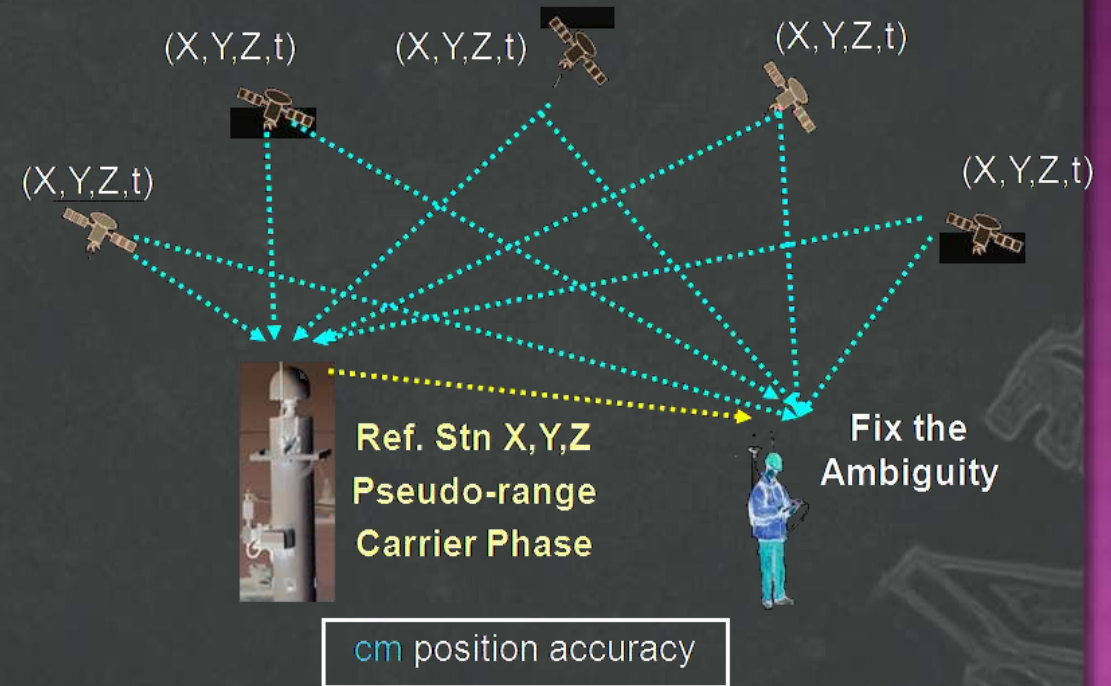 (X,Y,Z,t)
(X,Y,Z,t)
(X,Y,Z,t)
(X,Y,Z,t)
(X,Y,Z,t)
Ref. Stn X,Y,Z
Pseudo-range
Carrier Phase
Fix the
Ambiguity
cm position accuracy